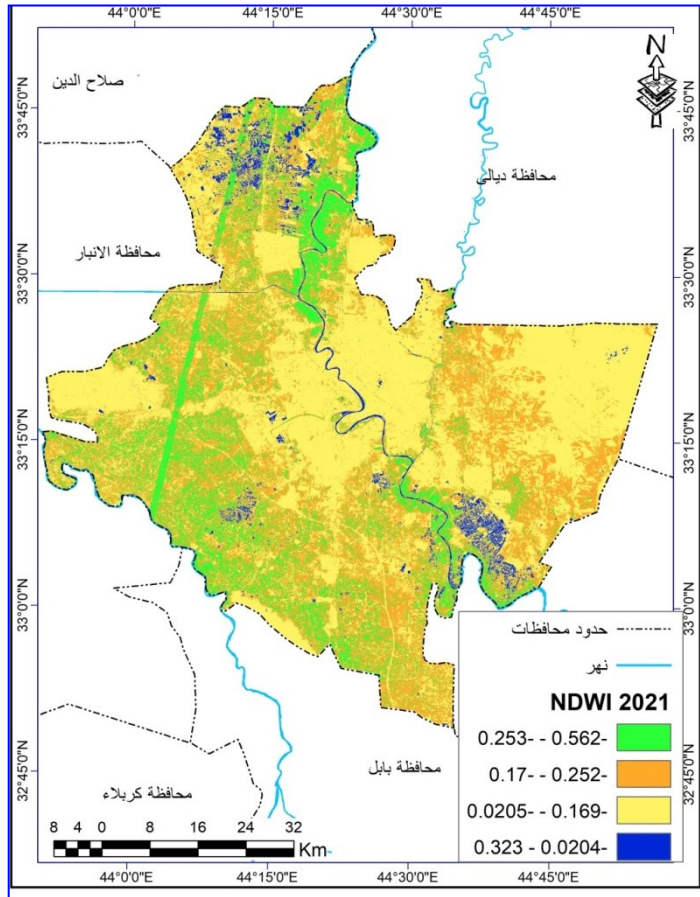 44°0'0"E 44°15'0"E 44°30'0"E 44°45'0"E
N
صلاح الدين
33°45'0"N 33°45'0"N
محافظة ديالى
محافظة الانبار
33°30'0"N 33°30'0"N
33°15'0"N 33°15'0"N
33°0'0"N 33°0'0"N
حدود محافظات
نهر
NDWI 2021
0.253- - 0.562-
0.17- - 0.252-
0.0205- - 0.169-
0.323 - 0.0204-
محافظة بابل
32°45'0"N 32°45'0"N
محافظة كربلاء
8 4 0 8 16 24 32
Km
44°0'0"E 44°15'0"E 44°30'0"E 44°45'0"E